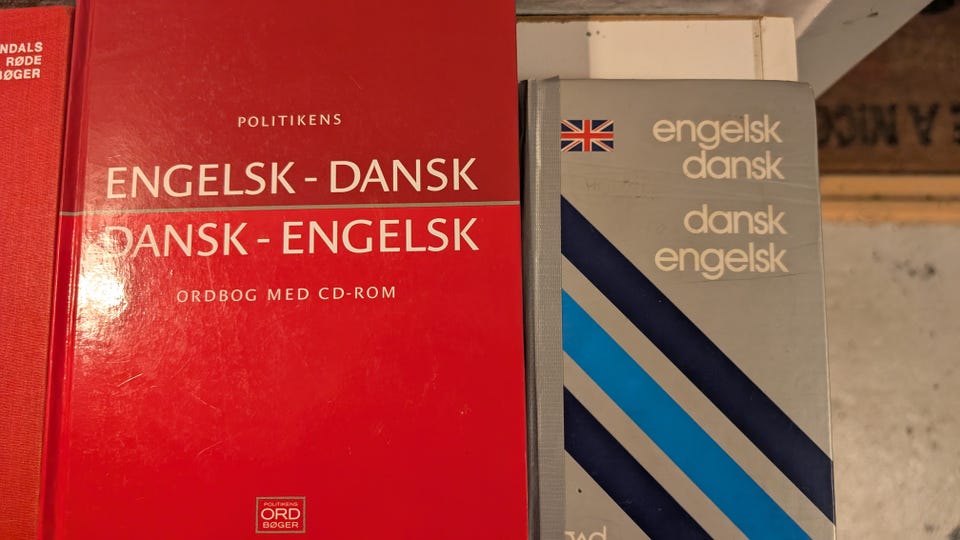 NDALS
RØDE
BØGER
POLITIKENS
ENGELSK - DANSK
DANSK - ENGELSK
ORDBOG MED CD-ROM
POLITIKENS
ORD
BØGER
engelsk
dansk
dansk
engelsk